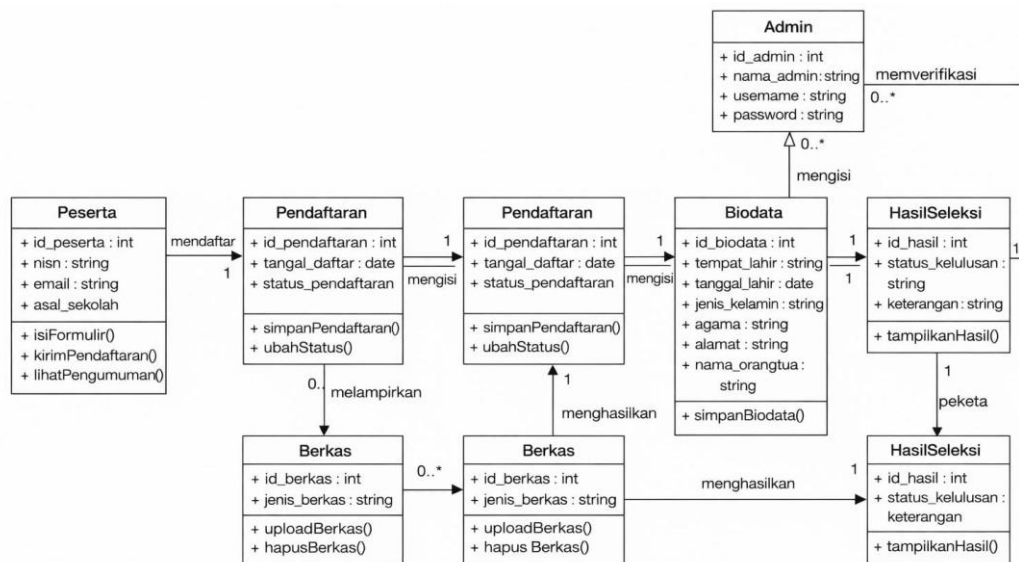 Admin
+ id_admin : int
+ nama_admin: string
+ usemame : string
+ password : string
memverifikasi
0..*
0..*
mengisi
Peserta
+ id_peserta : int
+ nisn : string
+ email : string
+ asal_sekolah
+ isiFormulir()
+ kirimPendaftaran()
+ lihatPengumuman()
mendaftar
1
Pendaftaran
+ id_pendaftaran : int
+ tangal_daftar : date
+ status_pendaftaran
+ simpanPendaftaran()
+ ubahStatus()
1
mengisi
Pendaftaran
+ id_pendaftaran : int
+ tangal_daftar : date
+ status_pendaftaran
+ simpanPendaftaran()
+ ubahStatus()
1
mengisi
Biodata
+ id_biodata : int
+ tempat_lahir : string
+ tanggal_lahir : date
+ jenis_kelamin : string
+ agama : string
+ alamat : string
+ nama_orangtua :
string
+ simpanBiodata()
1
1
HasilSeleksi
+ id_hasil : int
+ status_kelulusan :
string
+ keterangan : string
+ tampilkanHasil()
1
0..
melampirkan
1
menghasilkan
1
peketa
Berkas
+ id_berkas : int
+ jenis_berkas : string
+ uploadBerkas()
+ hapusBerkas()
0..*
Berkas
+ id_berkas : int
+ jenis_berkas : string
+ uploadBerkas()
+ hapus Berkas()
menghasilkan
1
HasilSeleksi
+ id_hasil : int
+ status_kelulusan :
keterangan
+ tampilkanHasil()